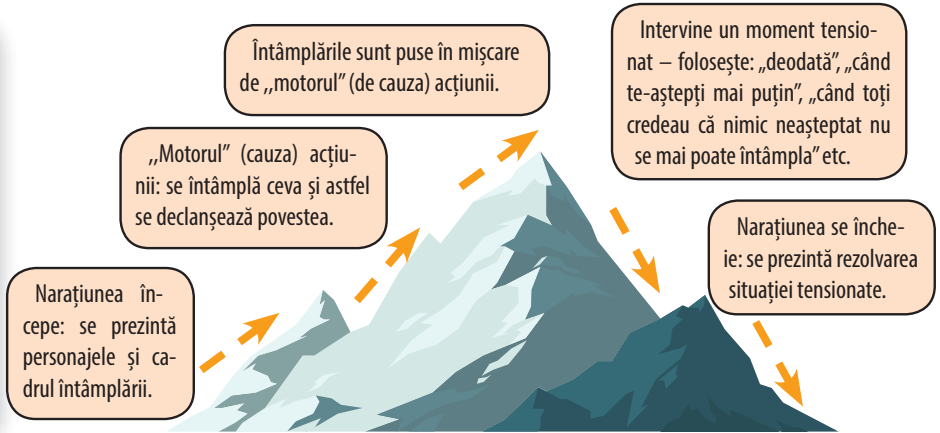 Narațiunea în-
cepe: se prezintă
personajele și ca-
drul întâmplării.
,,Motorul” (cauza) acțiu-
nii: se întâmplă ceva și astfel
se declanșează povestea.
Întâmplările sunt puse în mișcare
de ,,motorul” (de cauza) acțiunii.
Intervine un moment tensio-
nat – folosește: „deodată”, „când
te-aștepți mai puțin”, „când toți
credeau că nimic neașteptat nu
se mai poate întâmpla” etc.
Narațiunea se înche-
ie: se prezintă rezolvarea
situației tensionate.